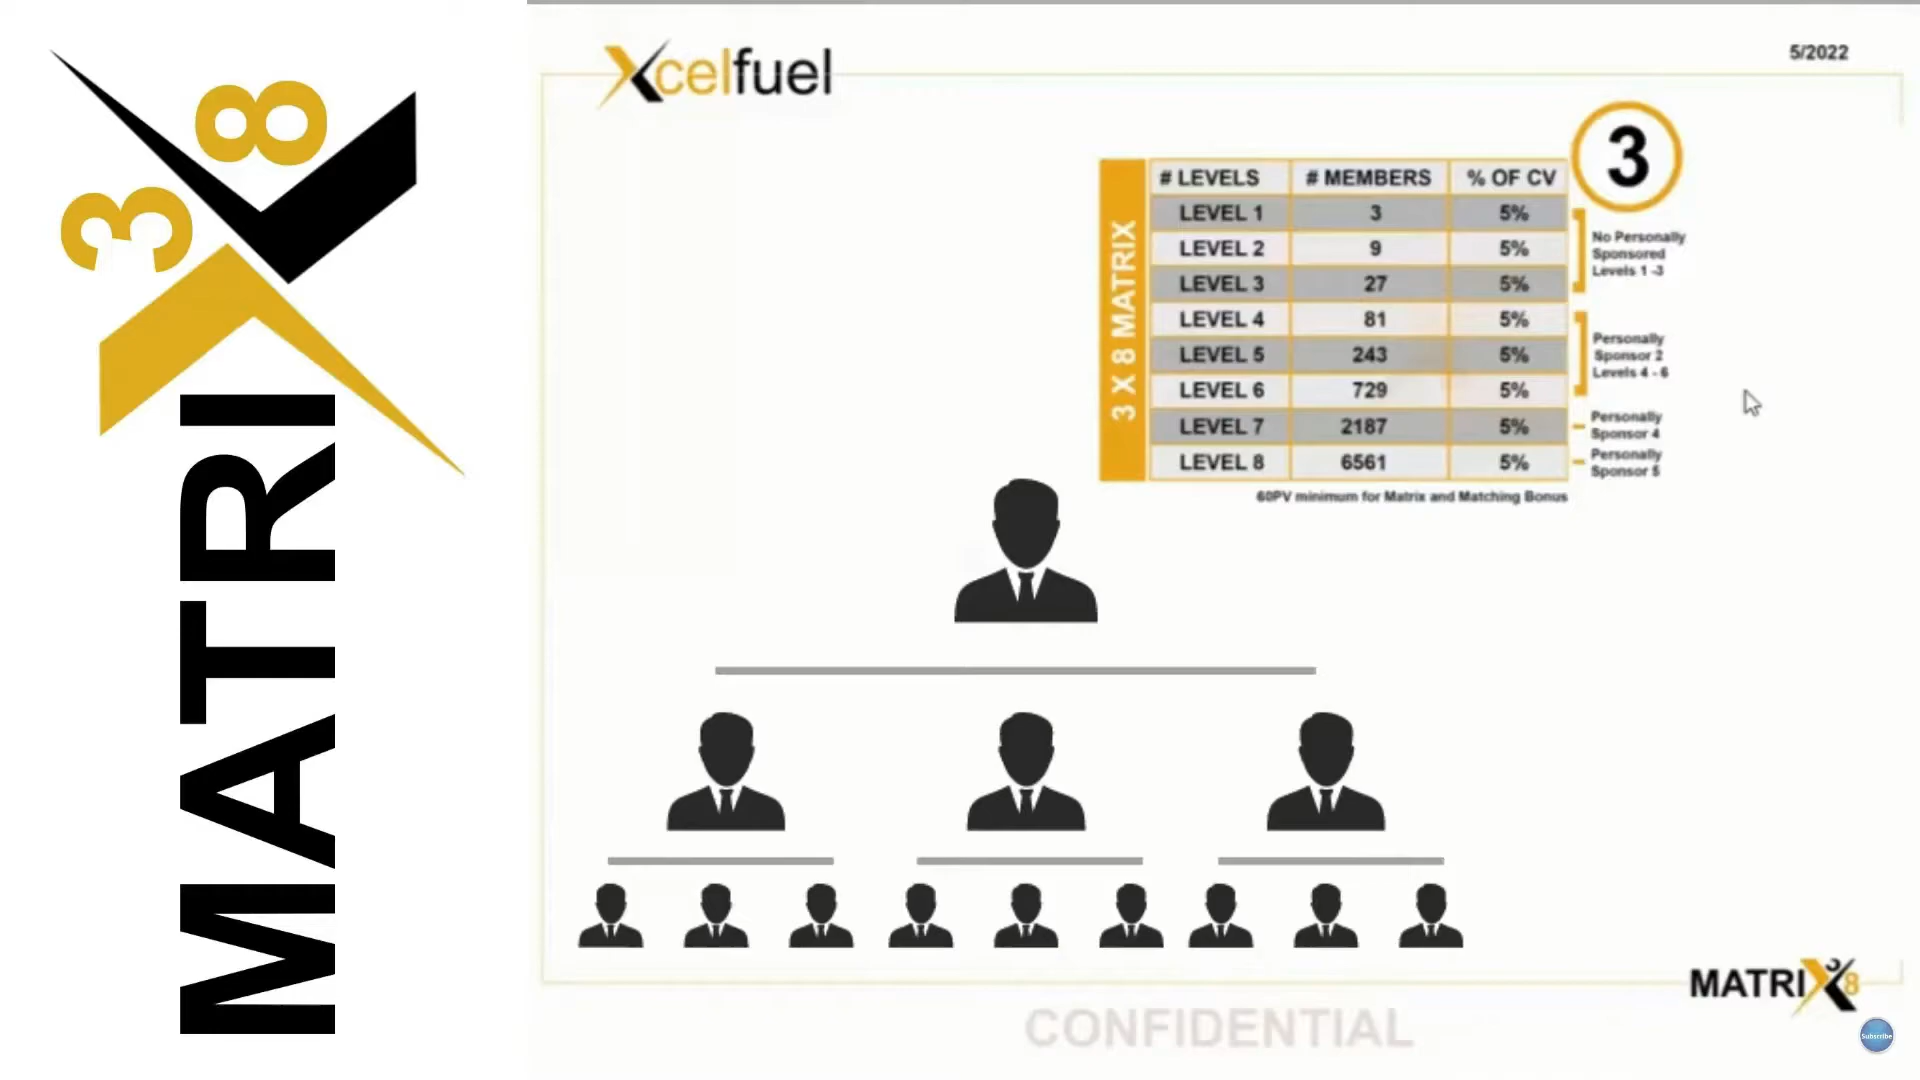 MATRIX 3 8
Xcelfuel
5/2022
3
3 X 8 MATRIX
# LEVELS # MEMBERS % OF CV
LEVEL 1 3 5%
LEVEL 2 9 5%
LEVEL 3 27 5%
LEVEL 4 81 5%
LEVEL 5 243 5%
LEVEL 6 729 5%
LEVEL 7 2187 5%
LEVEL 8 6561 5%
No Personally
Sponsored
Levels 1 -3
Personally
Sponsor 2
Levels 4 - 6
Personally
Sponsor 4
Personally
Sponsor 5
60PV minimum for Matrix and Matching Bonus
MATRIX 3 8
CONFIDENTIAL
Subscribe